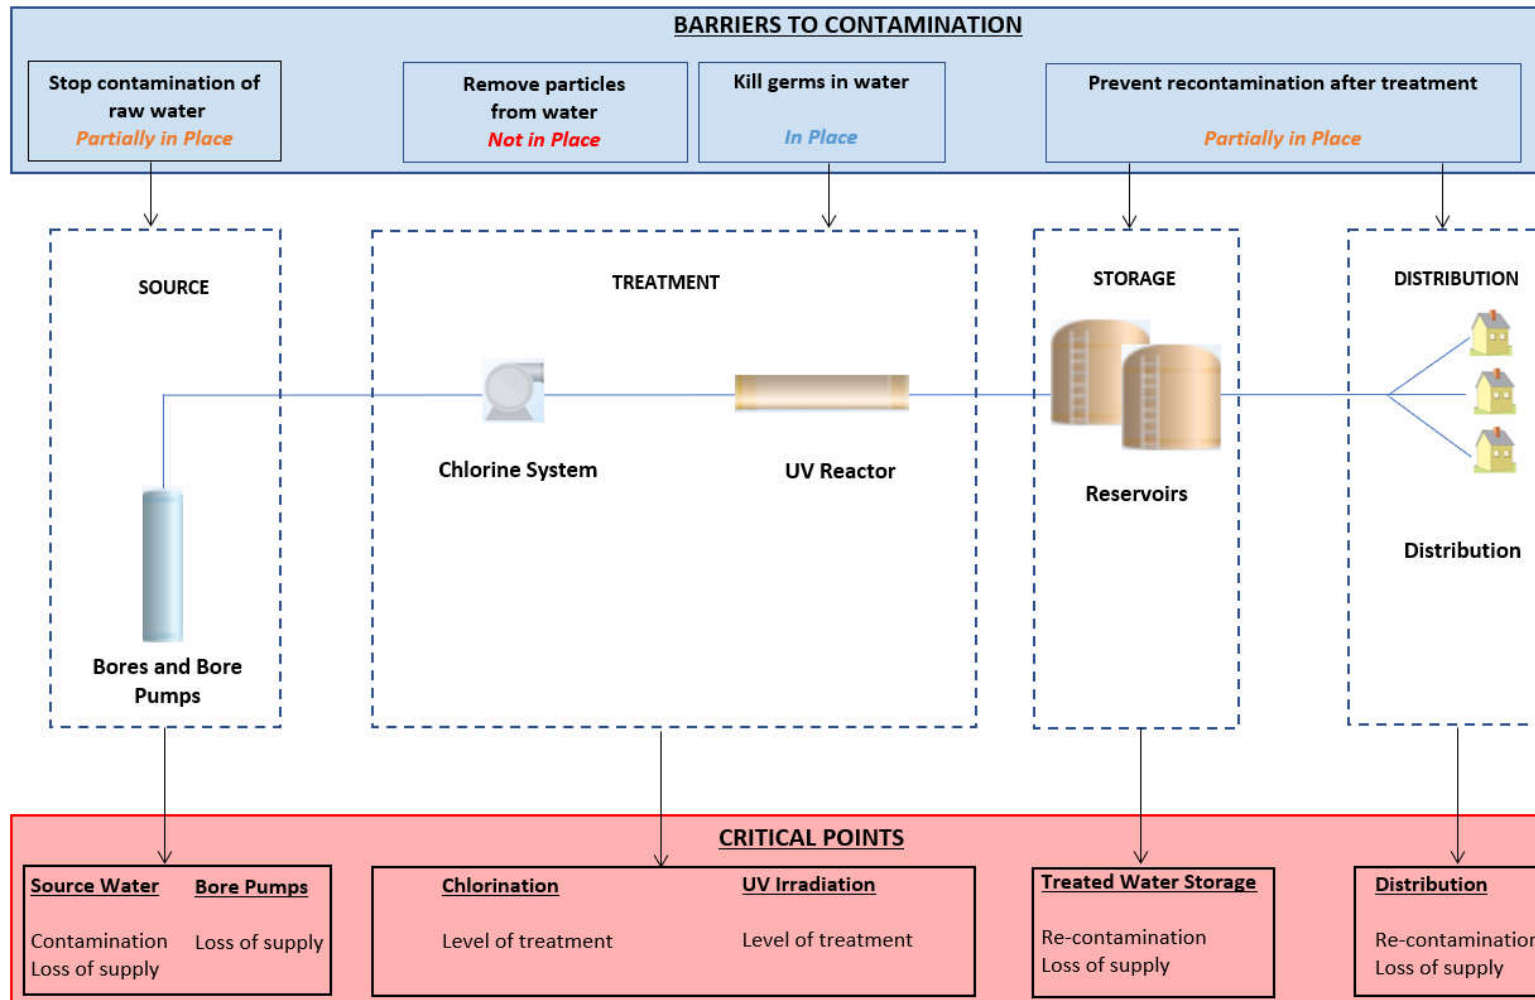 BARRIERS TO CONTAMINATION
Stop contamination of
raw water
Partially in Place
Remove particles
from water
Not in Place
Kill germs in water
In Place
Prevent recontamination after treatment
Partially in Place
SOURCE
TREATMENT
STORAGE
DISTRIBUTION
Chlorine System
UV Reactor
Reservoirs
Distribution
Bores and Bore
Pumps
CRITICAL POINTS
Source Water
Contamination
Loss of supply
Bore Pumps
Loss of supply
Chlorination
Level of treatment
UV Irradiation
Level of treatment
Treated Water Storage
Re-contamination
Loss of supply
Distribution
Re-contamination
Loss of supply